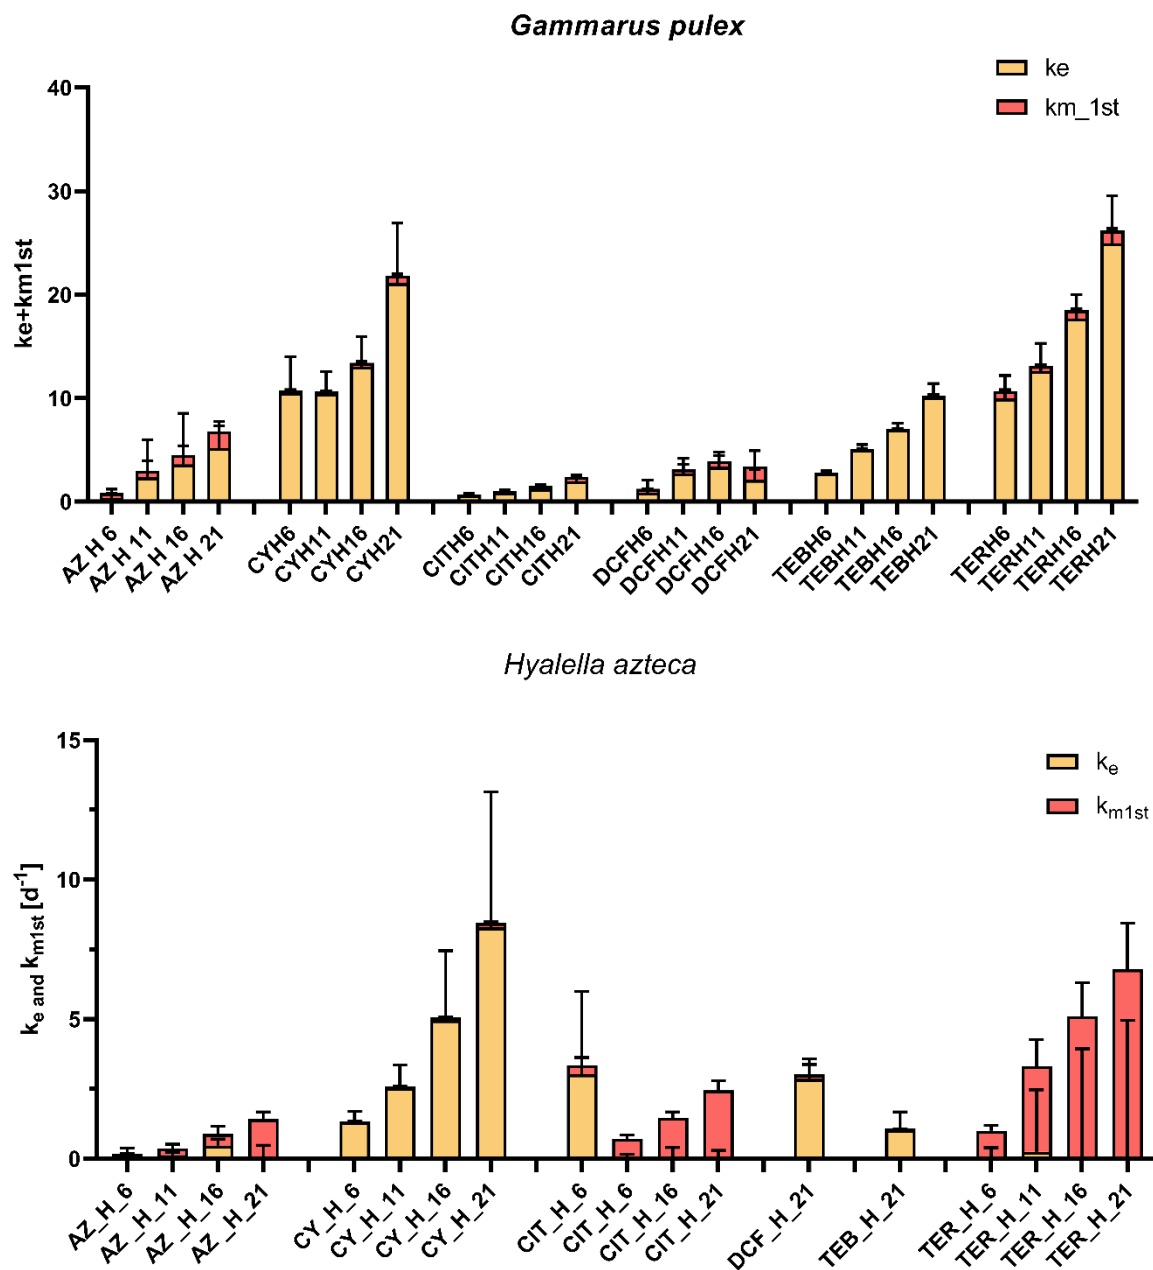 Gammarus pulex
ke
km_1st
ke+km1st
40
30
20
10
0
AZ H 6
AZ H 11
AZ H 16
AZ H 21
CYH6
CYH11
CYH16
CYH21
CITH6
CITH11
CITH16
CITH21
DCFH6
DCFH11
DCFH16
DCFH21
TEBH6
TEBH11
TEBH16
TEBH21
TERH6
TERH11
TERH16
TERH21
Hyalella azteca
ke
km1st
ke and km1st [d-1]
15
10
5
0
AZ_H_6
AZ_H_11
AZ_H_16
AZ_H_21
CY_H_6
CY_H_11
CY_H_16
CY_H_21
CIT_H_6
CIT_H_6
CIT_H_16
CIT_H_21
DCF_H_21
TEB_H_21
TER_H_6
TER_H_11
TER_H_16
TER_H_21